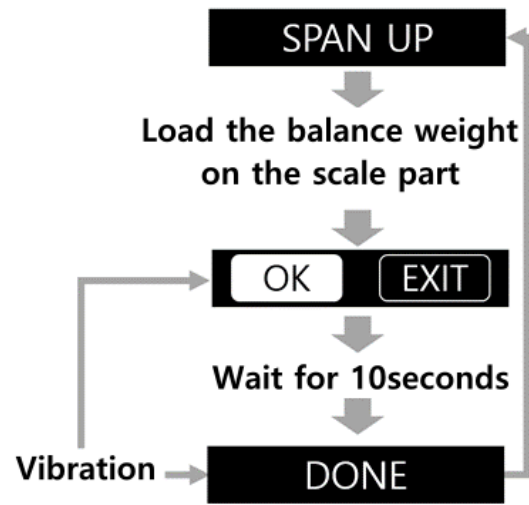 SPAN UP
Load the balance weight
on the scale part
OK EXIT
Wait for 10seconds
Vibration DONE